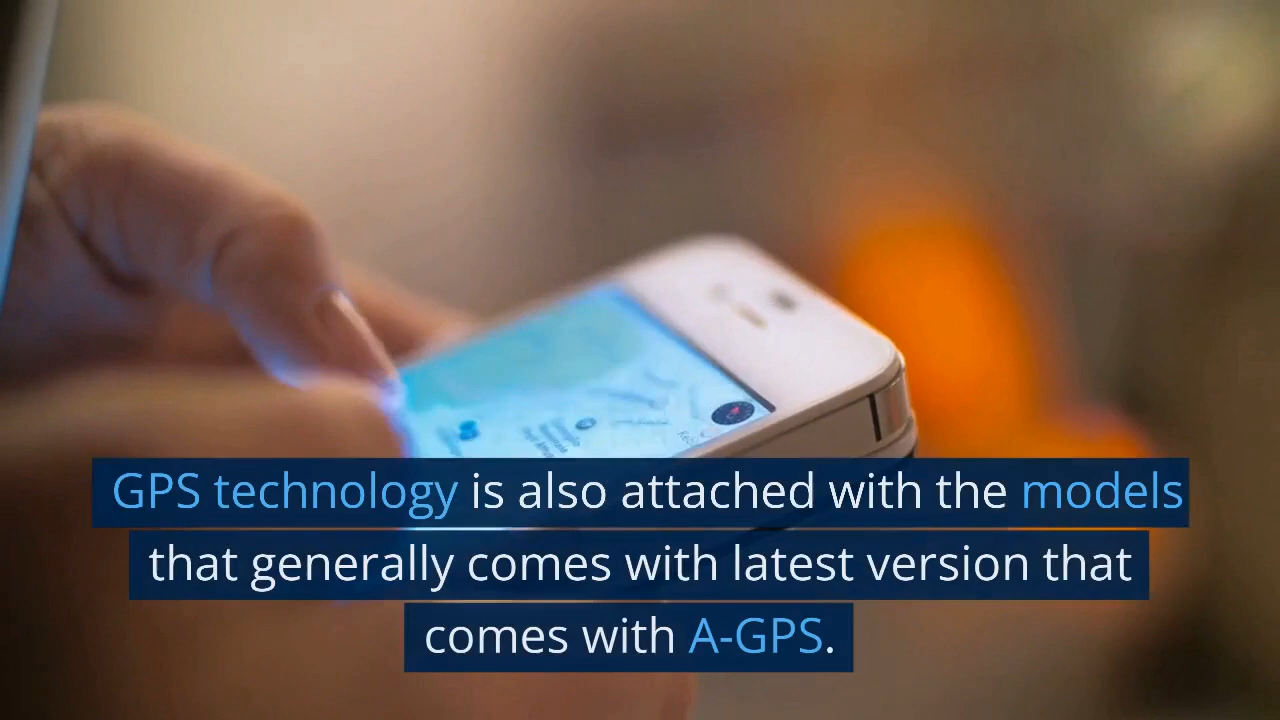 GPS technology is also attached with the models
that generally comes with latest version that
comes with A-GPS.